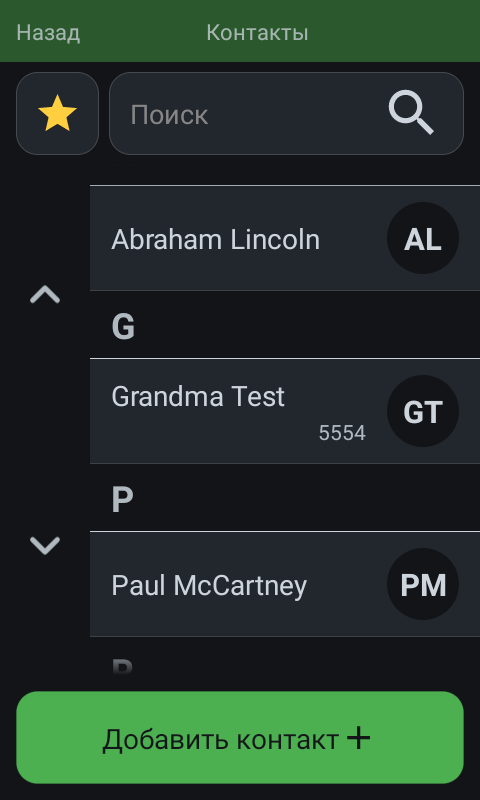 Назад
Контакты
Поиск
Abraham Lincoln
AL
G
Grandma Test
5554
GT
P
Paul McCartney
PM
Добавить контакт +